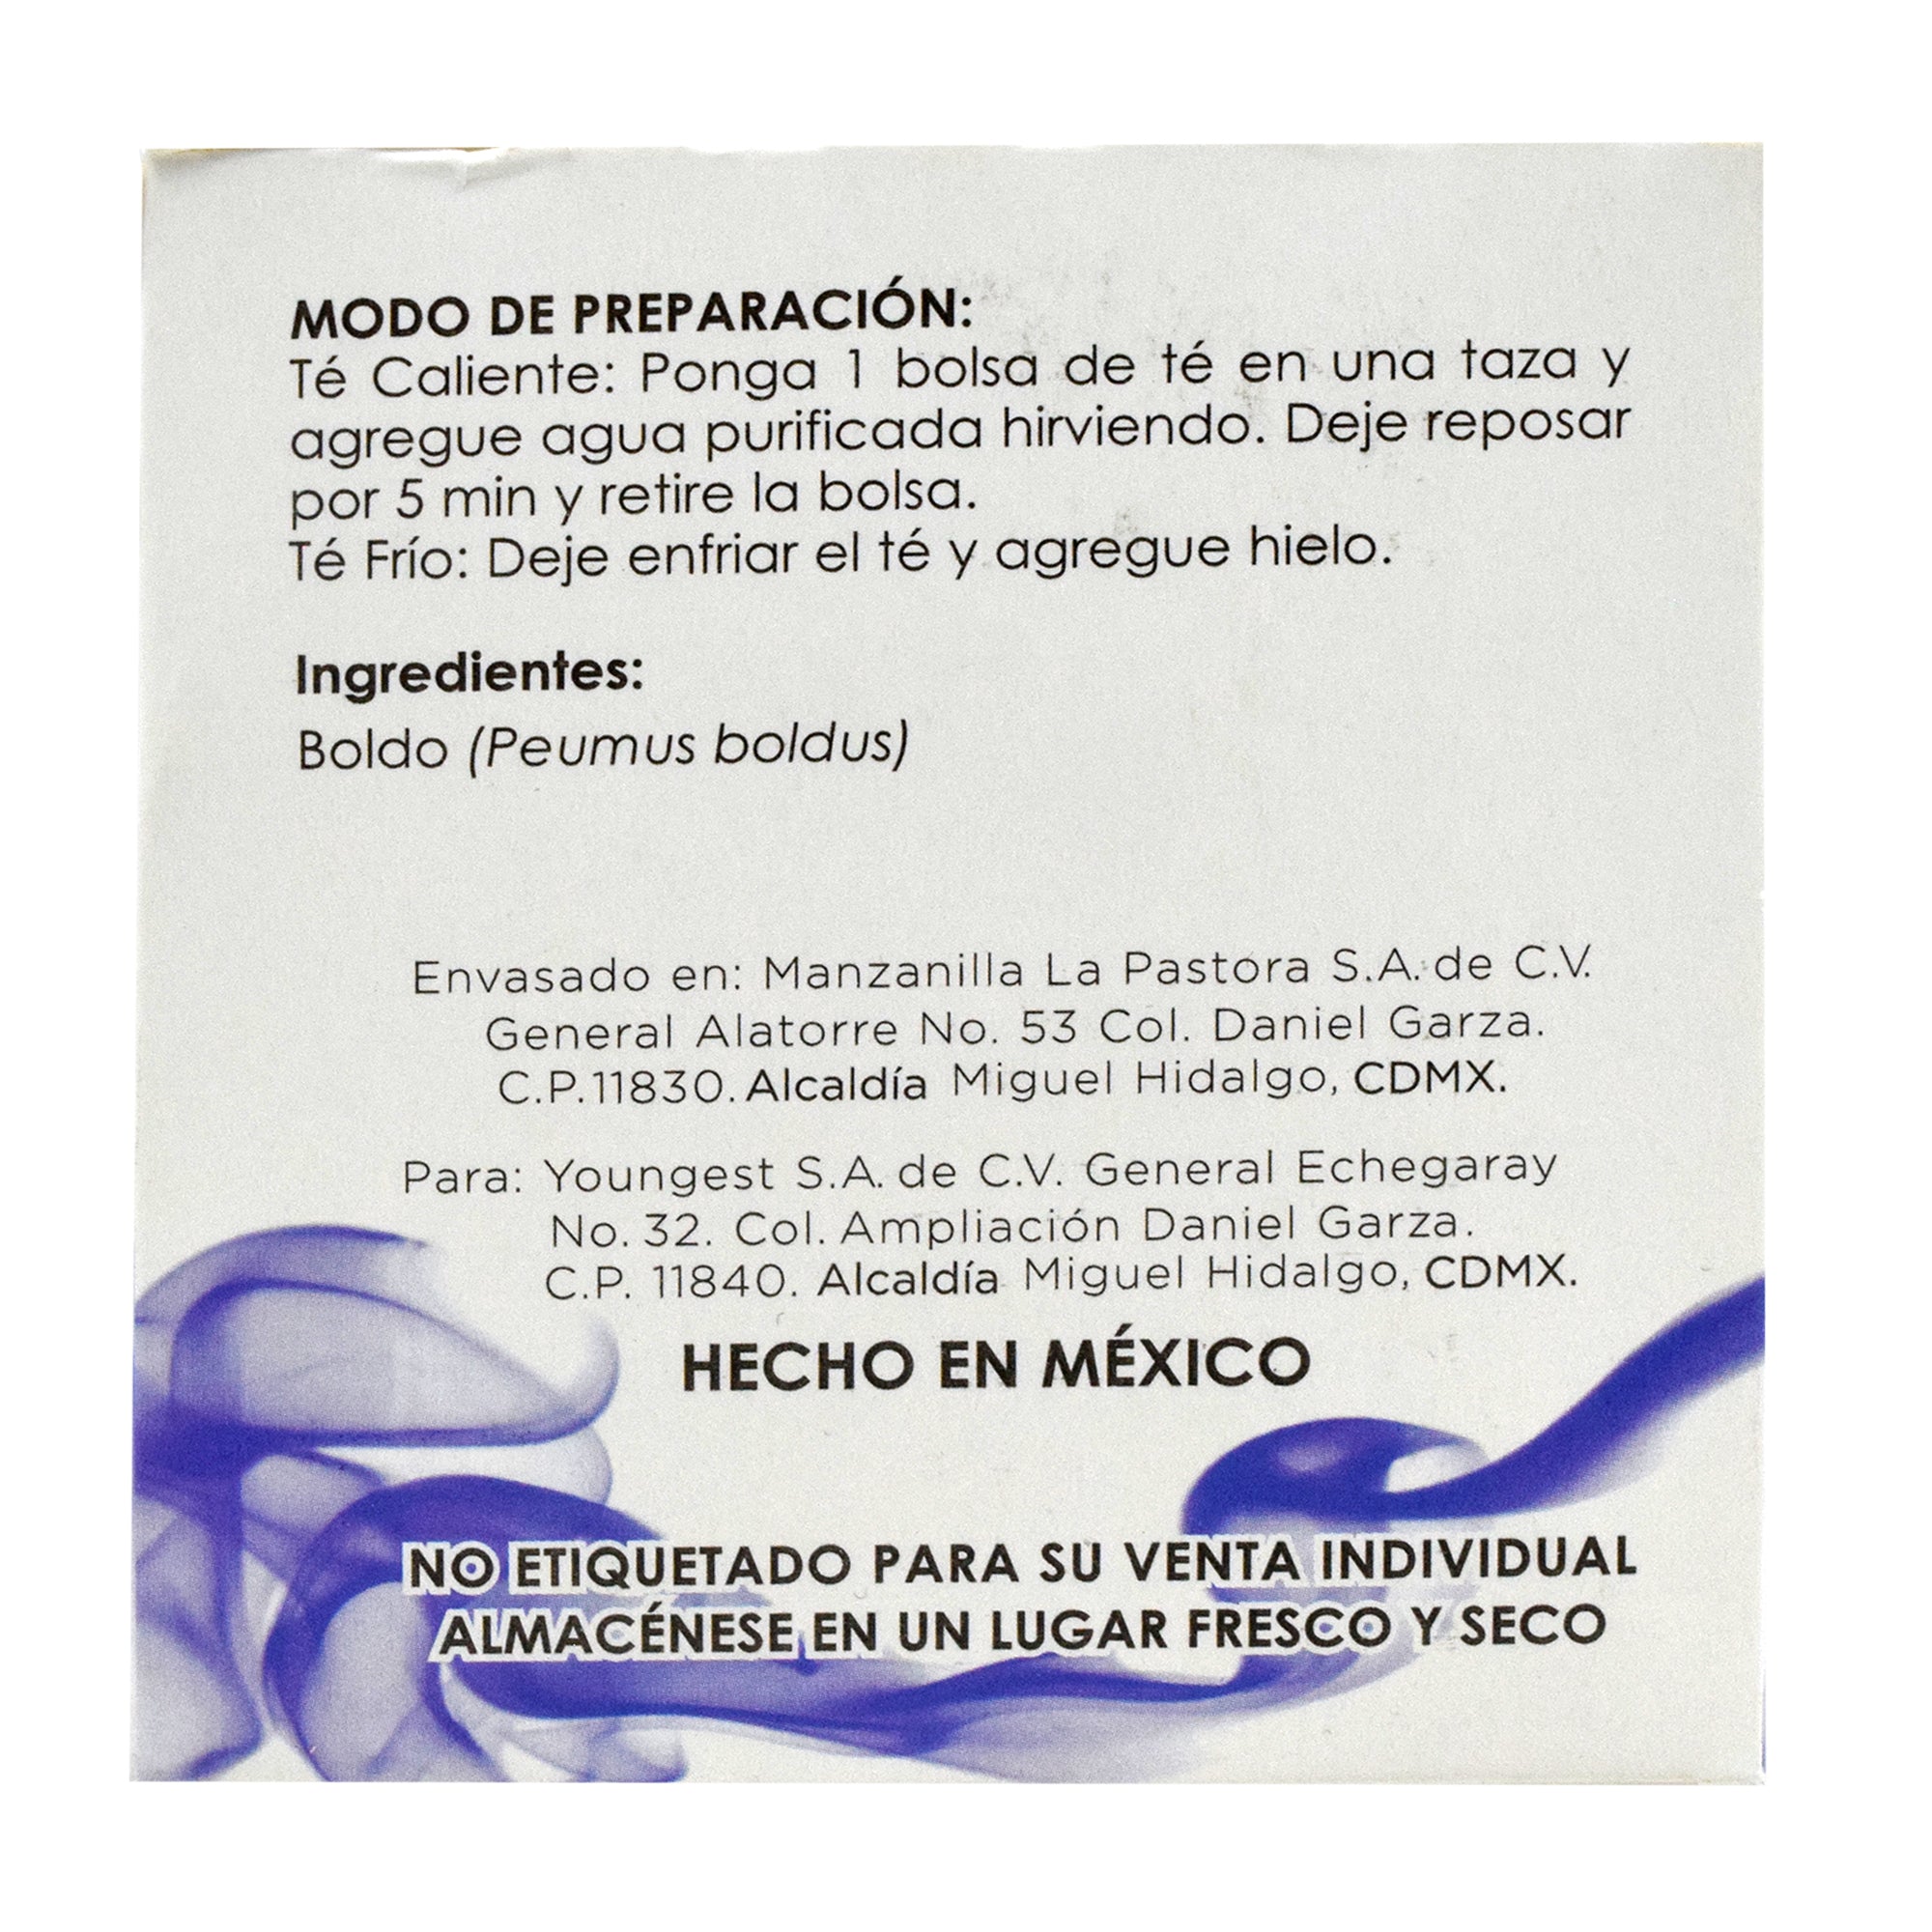 MODO DE PREPARACIÓN:
Té Caliente: Ponga 1 bolsa de té en una taza y
agregue agua purificada hirviendo. Deje reposar
por 5 min y retire la bolsa.
Té Frío: Deje enfriar el té y agregue hielo.
Ingredientes:
Boldo (Peumus boldus)
Envasado en: Manzanilla La Pastora S.A. de C.V.
General Alatorre No. 53 Col. Daniel Garza.
C.P.11830. Alcaldía Miguel Hidalgo, CDMX.
Para: Youngest S.A. de C.V. General Echegaray
No. 32. Col. Ampliación Daniel Garza.
C.P. 11840. Alcaldía Miguel Hidalgo, CDMX.
HECHO EN MÉXICO
NO ETIQUETADO PARA SU VENTA INDIVIDUAL
ALMACÉNESE EN UN LUGAR FRESCO Y SECO